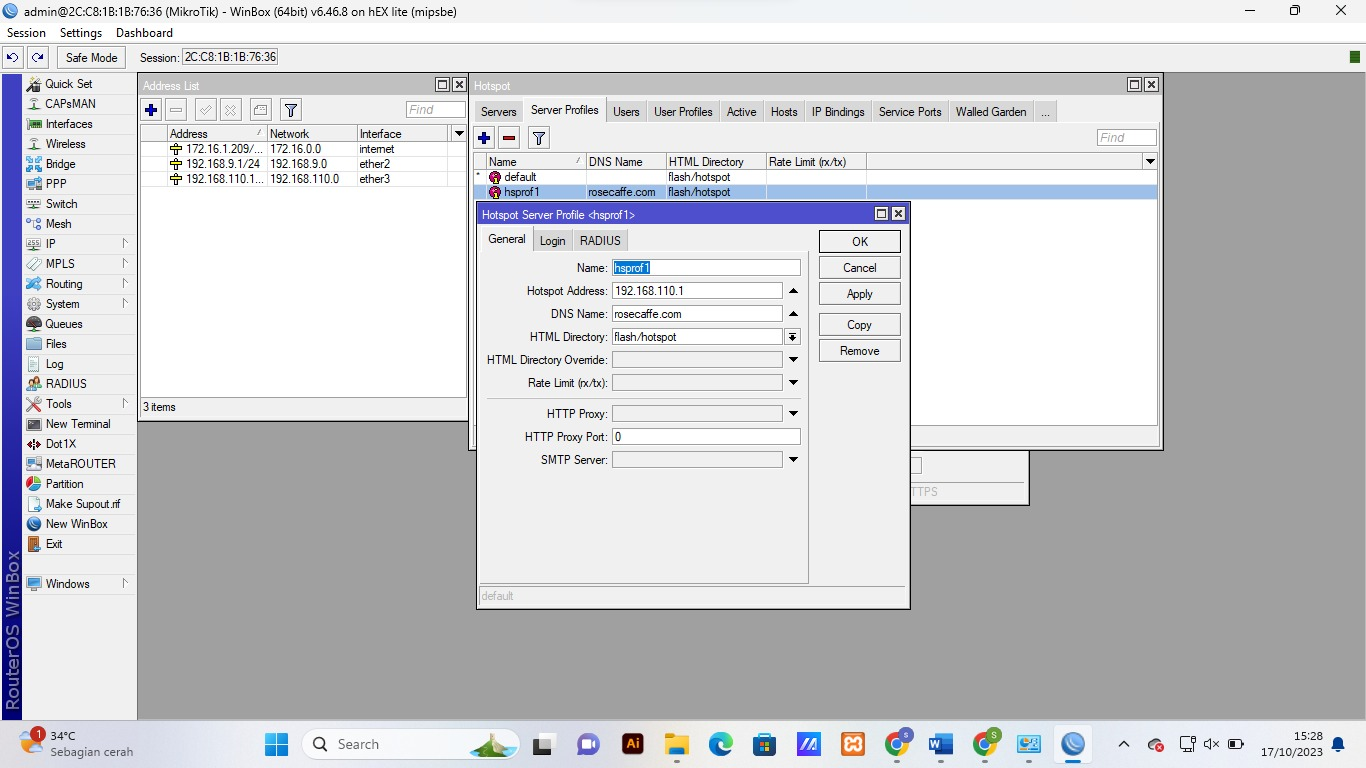 admin@2C:C8:1B:1B:76:36 (MikroTik) - WinBox (64bit) v6.46.8 on hEX lite (mipsbe)
Session Settings Dashboard
Safe Mode Session: 2C:C8:1B:1B:76:36
Quick Set
CAPsMAN
Interfaces
Wireless
Bridge
PPP
Switch
Mesh
IP
MPLS
Routing
System
Queues
Files
Log
RADIUS
Tools
New Terminal
Dot1X
MetaROUTER
Partition
Make Supout.rif
New WinBox
Exit
Windows
RouterOS WinBox
Address List
Find
Address Network Interface
172.16.1.209/... 172.16.0.0 internet
192.168.9.1/24 192.168.9.0 ether2
192.168.110.1... 192.168.110.0 ether3
3 items
Hotspot
Servers Server Profiles Users User Profiles Active Hosts IP Bindings Service Ports Walled Garden ...
Find
Name DNS Name HTML Directory Rate Limit (rx/tx)
* default flash/hotspot
hsprof1 rosecaffe.com flash/hotspot
Hotspot Server Profile <hsprof1>
General Login RADIUS
Name: hsprof1
Hotspot Address: 192.168.110.1
DNS Name: rosecaffe.com
HTML Directory: flash/hotspot
HTML Directory Override:
Rate Limit (rx/tx):
HTTP Proxy:
HTTP Proxy Port: 0
SMTP Server:
default
OK
Cancel
Apply
Copy
Remove
TTPS
1
34°C
Sebagian cerah
Search
Ai
S
W
S
15:28
17/10/2023